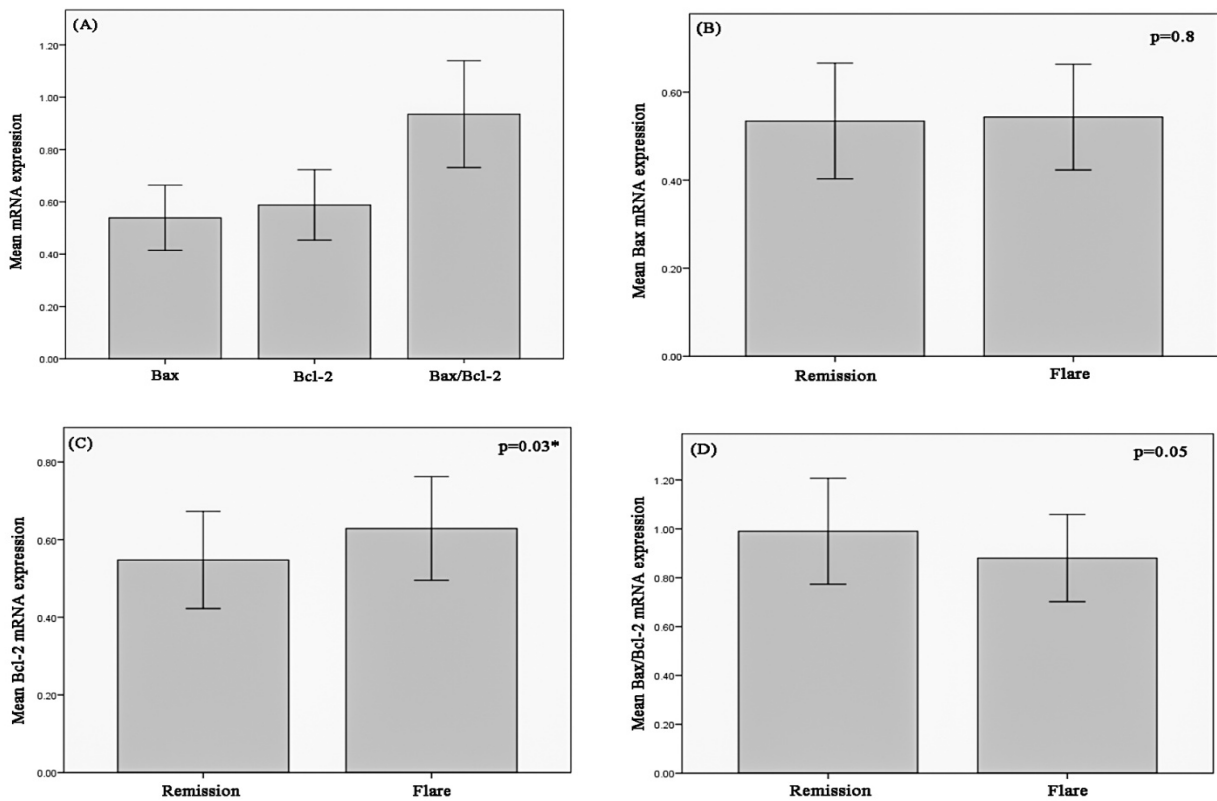 (A)
Mean mRNA expression
1.20
1.00
0.80
0.60
0.40
0.20
0.00
Bax Bcl-2 Bax/Bcl-2
(B)
p=0.8
Mean Bax mRNA expression
0.60
0.40
0.20
0.00
Remission Flare
(C)
p=0.03*
Mean Bcl-2 mRNA expression
0.80
0.60
0.40
0.20
0.00
Remission Flare
(D)
p=0.05
Mean Bax/Bcl-2 mRNA expression
1.20
1.00
0.80
0.60
0.40
0.20
0.00
Remission Flare